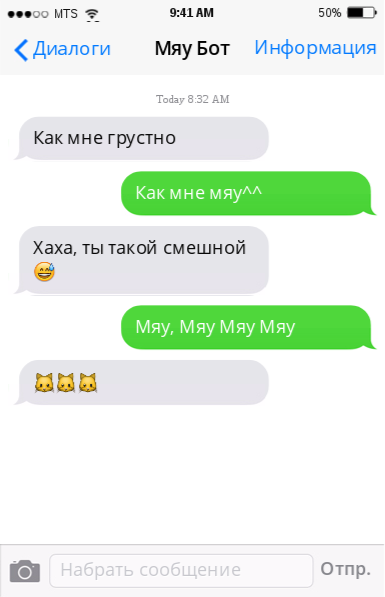 MTS 9:41 AM 50%
Диалоги Мяу Бот Информация
Today 8:32 AM
Как мне грустно
Как мне мяу^^
Хаха, ты такой смешной
😅
Мяу, Мяу Мяу Мяу
🐱🐱🐱
Набрать сообщение Отпр.